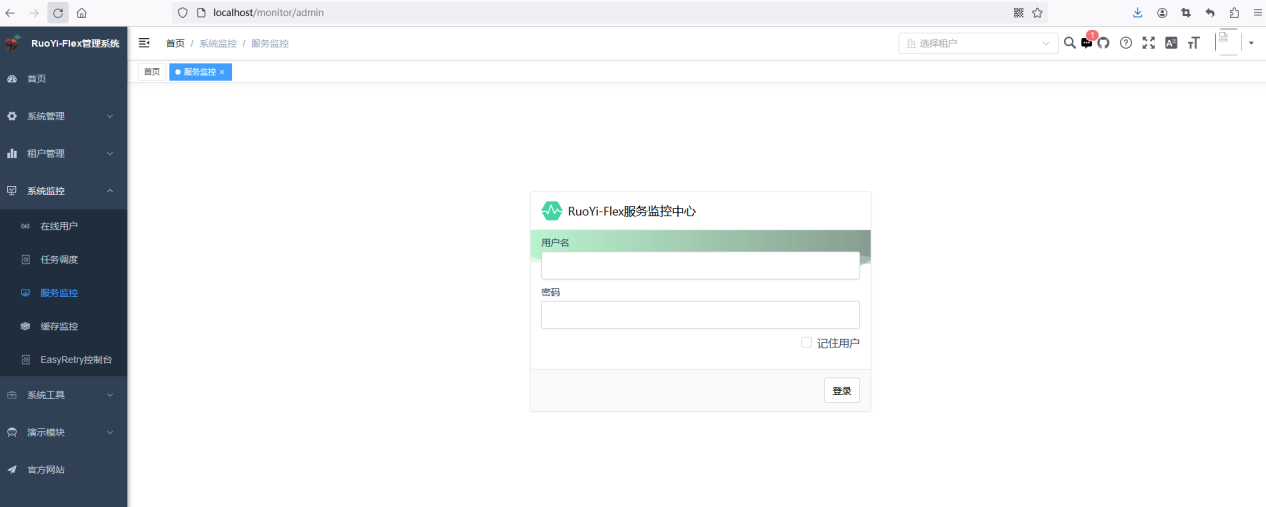 localhost/monitor/admin
RuoYi-Flex管理系统
首页 / 系统监控 / 服务监控
选择租户
1
首页
服务监控 ×
首页
系统管理
租户管理
系统监控
在线用户
任务调度
服务监控
缓存监控
EasyRetry控制台
系统工具
演示模块
官方网站
RuoYi-Flex服务监控中心
用户名
密码
记住用户
登录